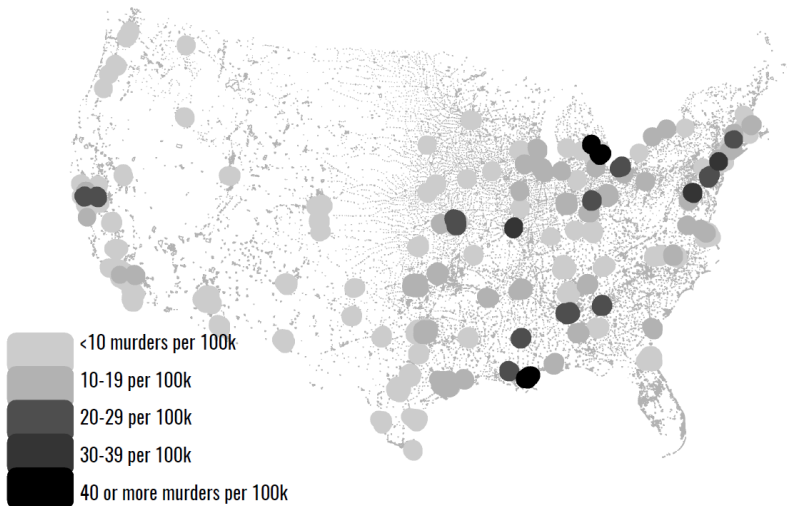 <10 murders per 100k
10-19 per 100k
20-29 per 100k
30-39 per 100k
40 or more murders per 100k